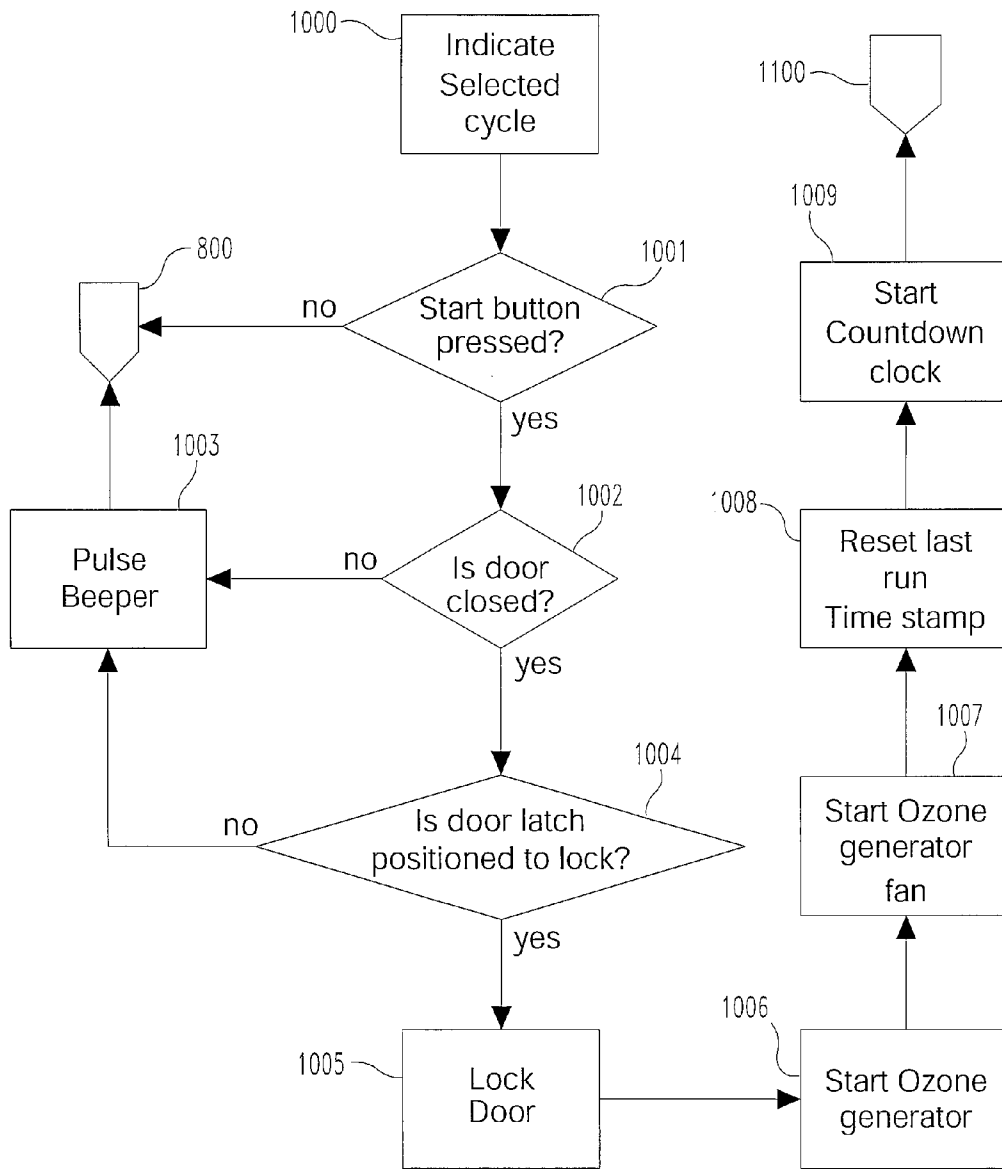 1000
Indicate
Selected
cycle
1100
800
no
1001
Start button
pressed?
yes
1009
Start
Countdown
clock
1003
Pulse
Beeper
no
1002
Is door
closed?
yes
1008
Reset last
run
Time stamp
no
1004
Is door latch
positioned to lock?
yes
1007
Start Ozone
generator
fan
1005
Lock
Door
1006
Start Ozone
generator